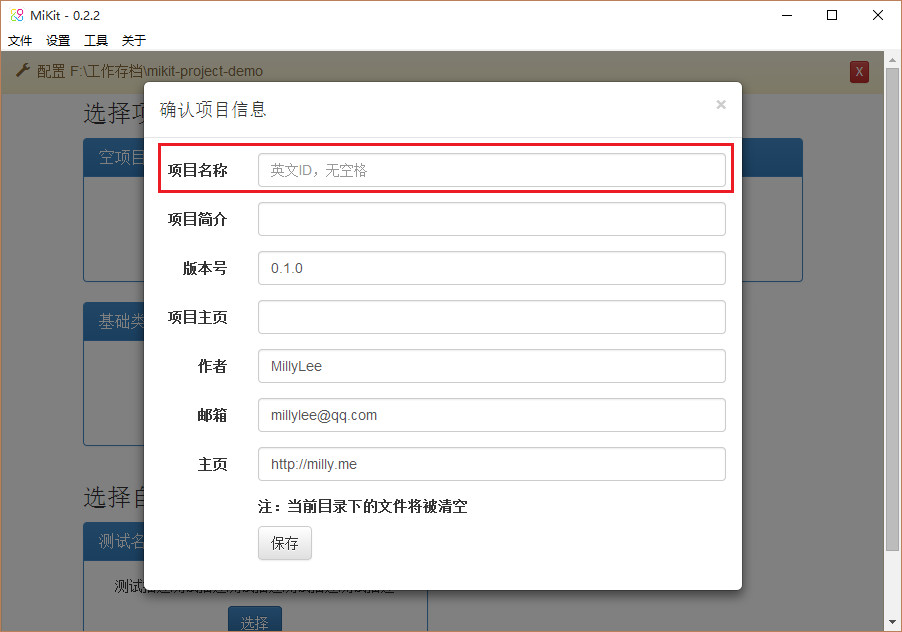 MiKit - 0.2.2
文件 设置 工具 关于
配置 F:\工作存档\mikit-project-demo X
选择项
确认项目信息 ×
空项目
项目名称 英文ID，无空格
项目简介
版本号 0.1.0
项目主页
基础类
作者 MillyLee
邮箱 millylee@qq.com
主页 http://milly.me
选择自
注：当前目录下的文件将被清空
测试名
保存
选择